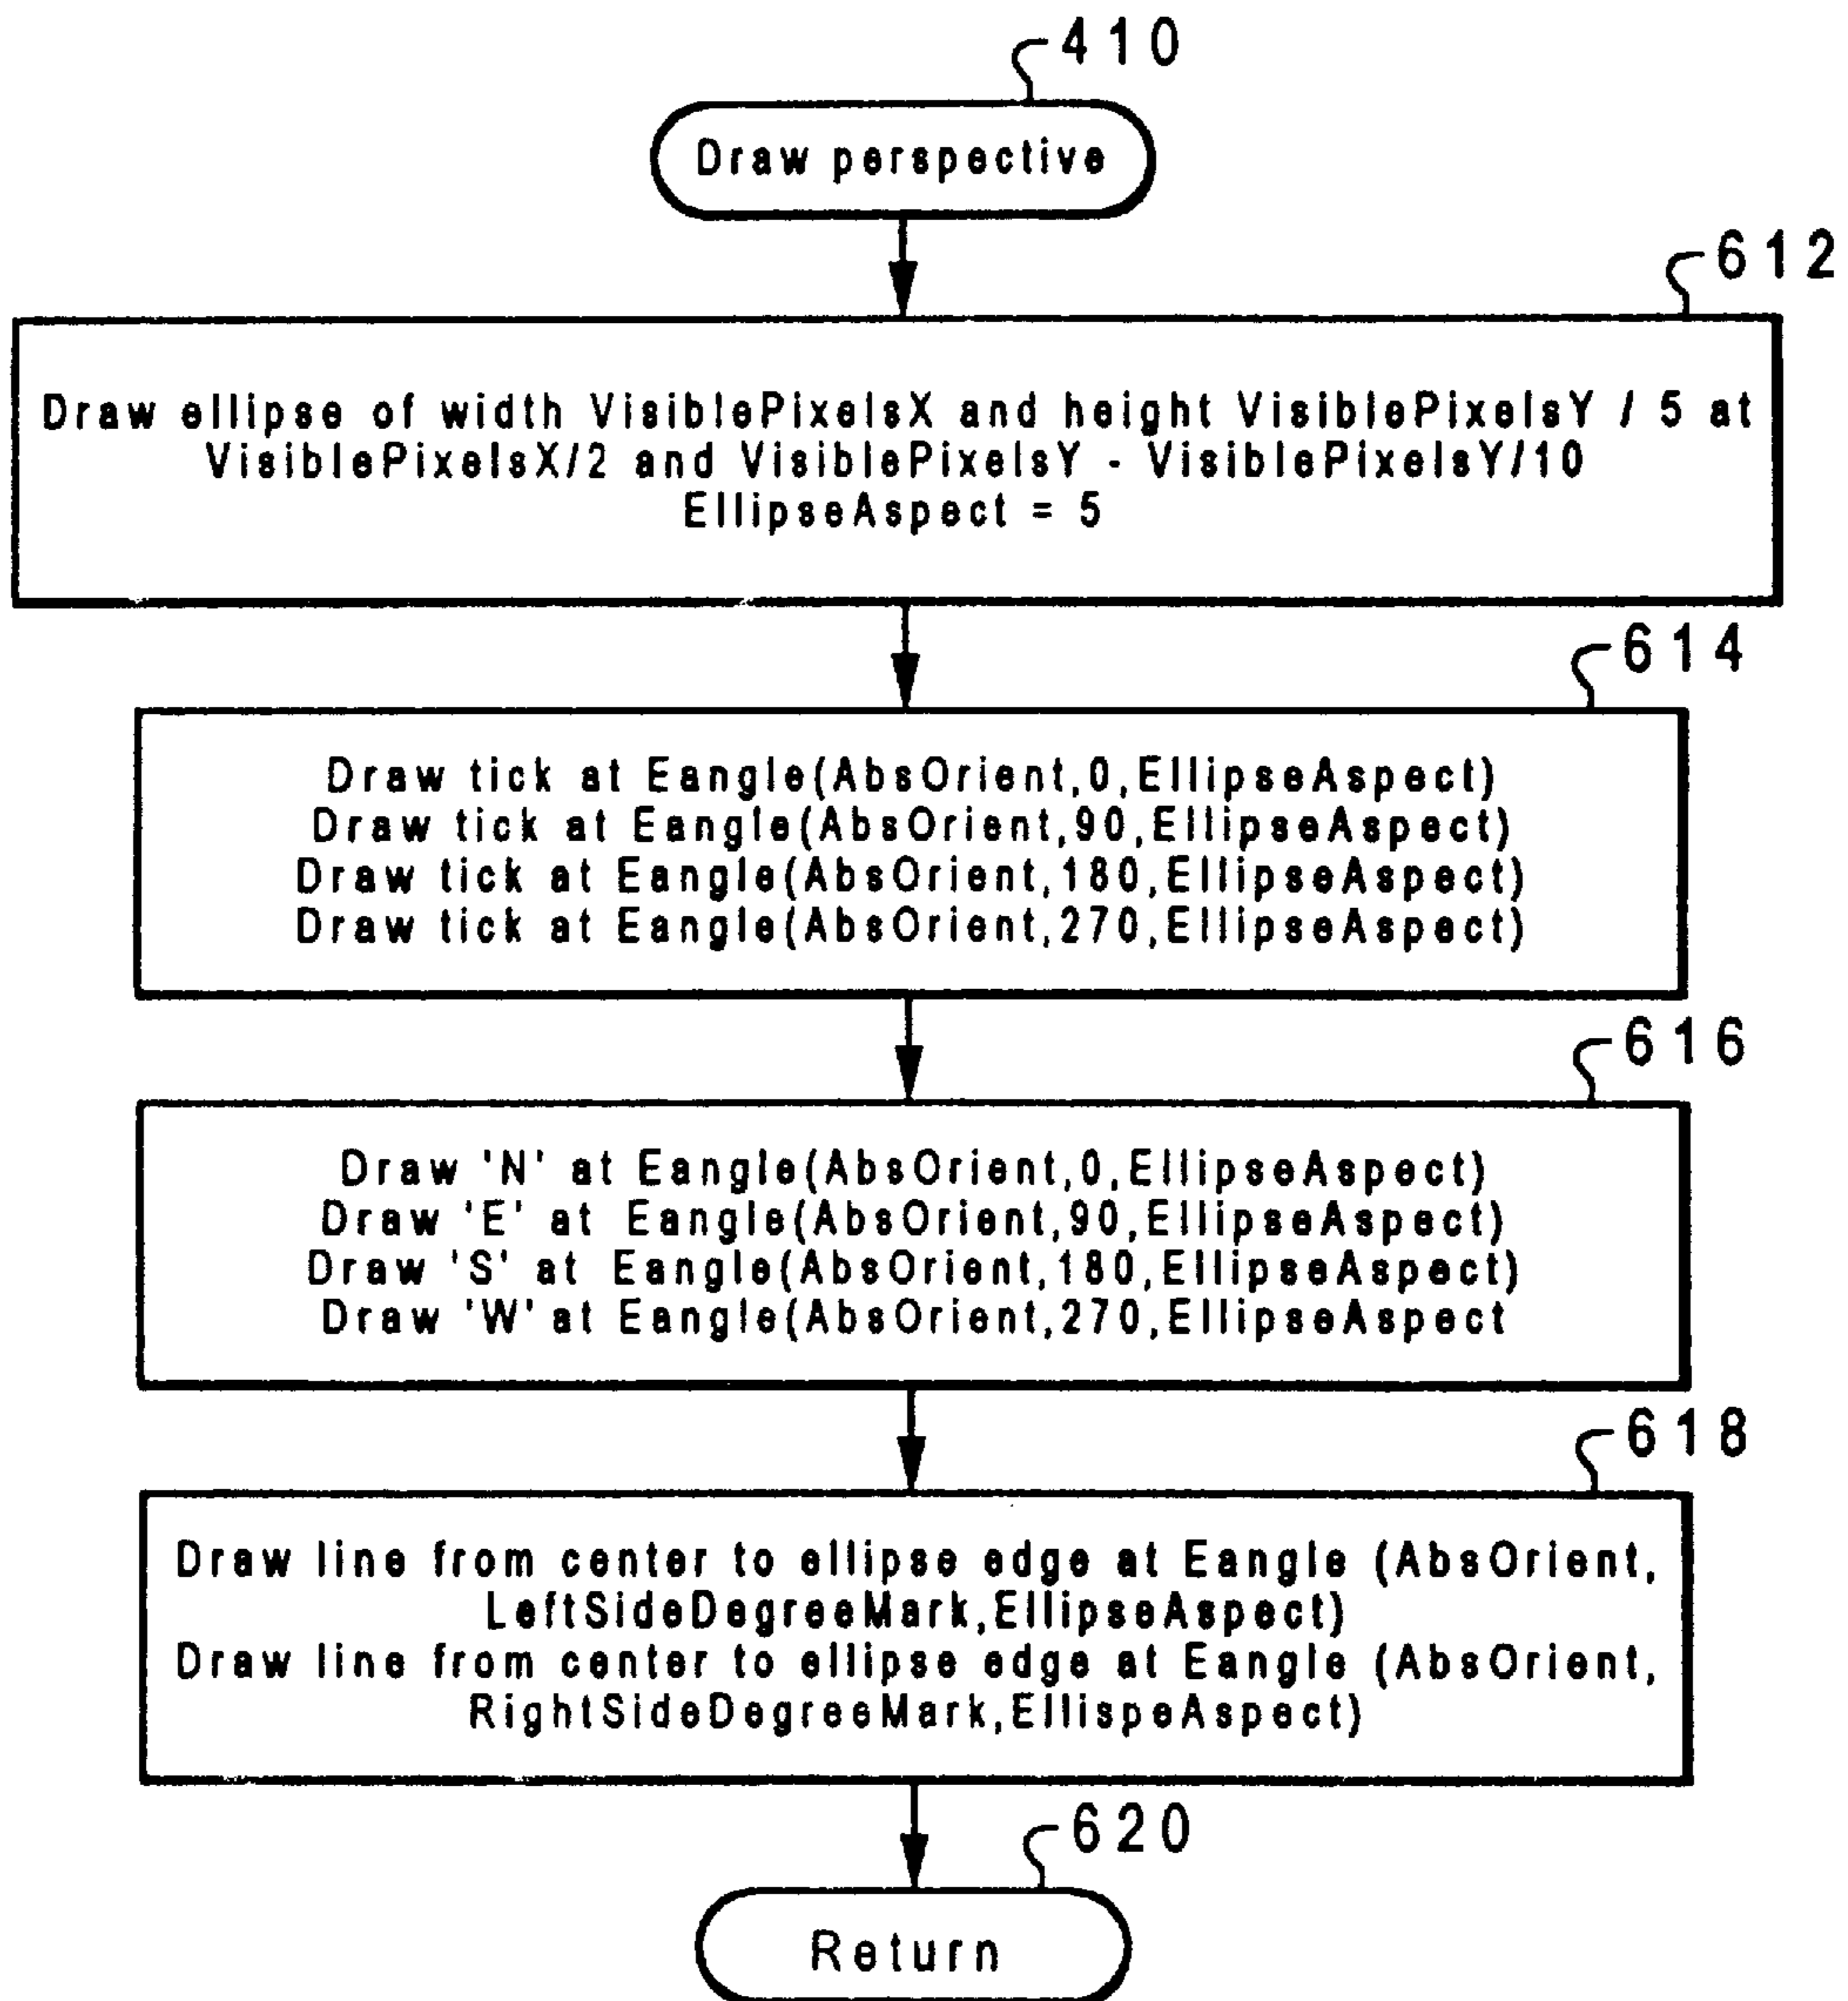 410
Draw perspective
612
Draw ellipse of width VisiblePixelsX and height VisiblePixelsY / 5 at
VisiblePixelsX/2 and VisiblePixelsY - VisiblePixelsY/10
EllipseAspect = 5
614
Draw tick at Eangle(AbsOrient,0,EllipseAspect)
Draw tick at Eangle(AbsOrient,90,EllipseAspect)
Draw tick at Eangle(AbsOrient,180,EllipseAspect)
Draw tick at Eangle(AbsOrient,270,EllipseAspect)
616
Draw 'N' at Eangle(AbsOrient,0,EllipseAspect)
Draw 'E' at Eangle(AbsOrient,90,EllipseAspect)
Draw 'S' at Eangle(AbsOrient,180,EllipseAspect)
Draw 'W' at Eangle(AbsOrient,270,EllipseAspect
618
Draw line from center to ellipse edge at Eangle (AbsOrient,
LeftSideDegreeMark,EllipseAspect)
Draw line from center to ellipse edge at Eangle (AbsOrient,
RightSideDegreeMark,EllispeAspect)
620
Return